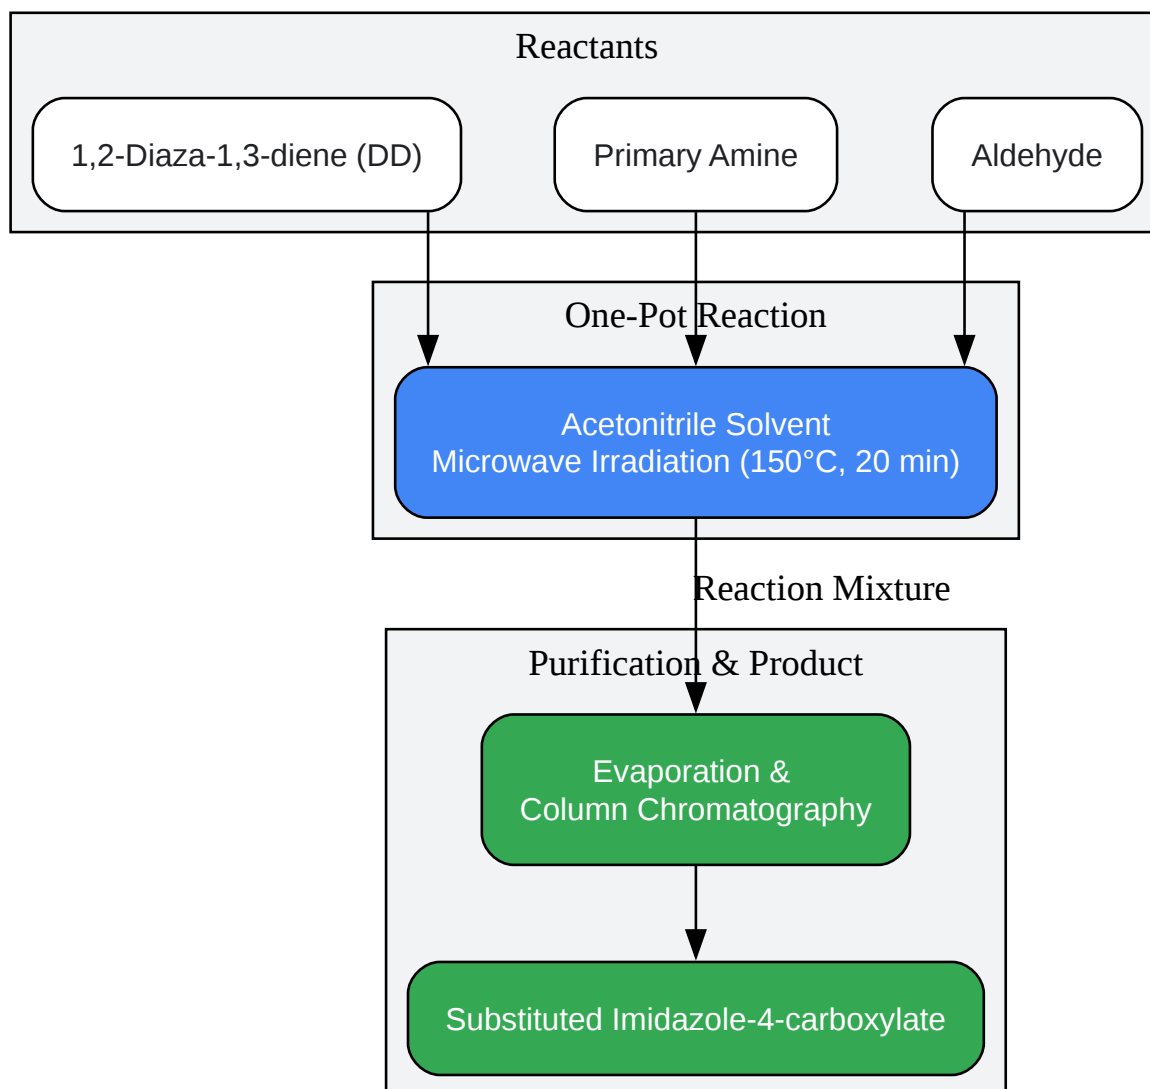 Reactants
1,2-Diaza-1,3-diene (DD)
Primary Amine
Aldehyde
One-Pot Reaction
Acetonitrile Solvent
Microwave Irradiation (150°C, 20 min)
Reaction Mixture
Purification & Product
Evaporation &
Column Chromatography
Substituted Imidazole-4-carboxylate